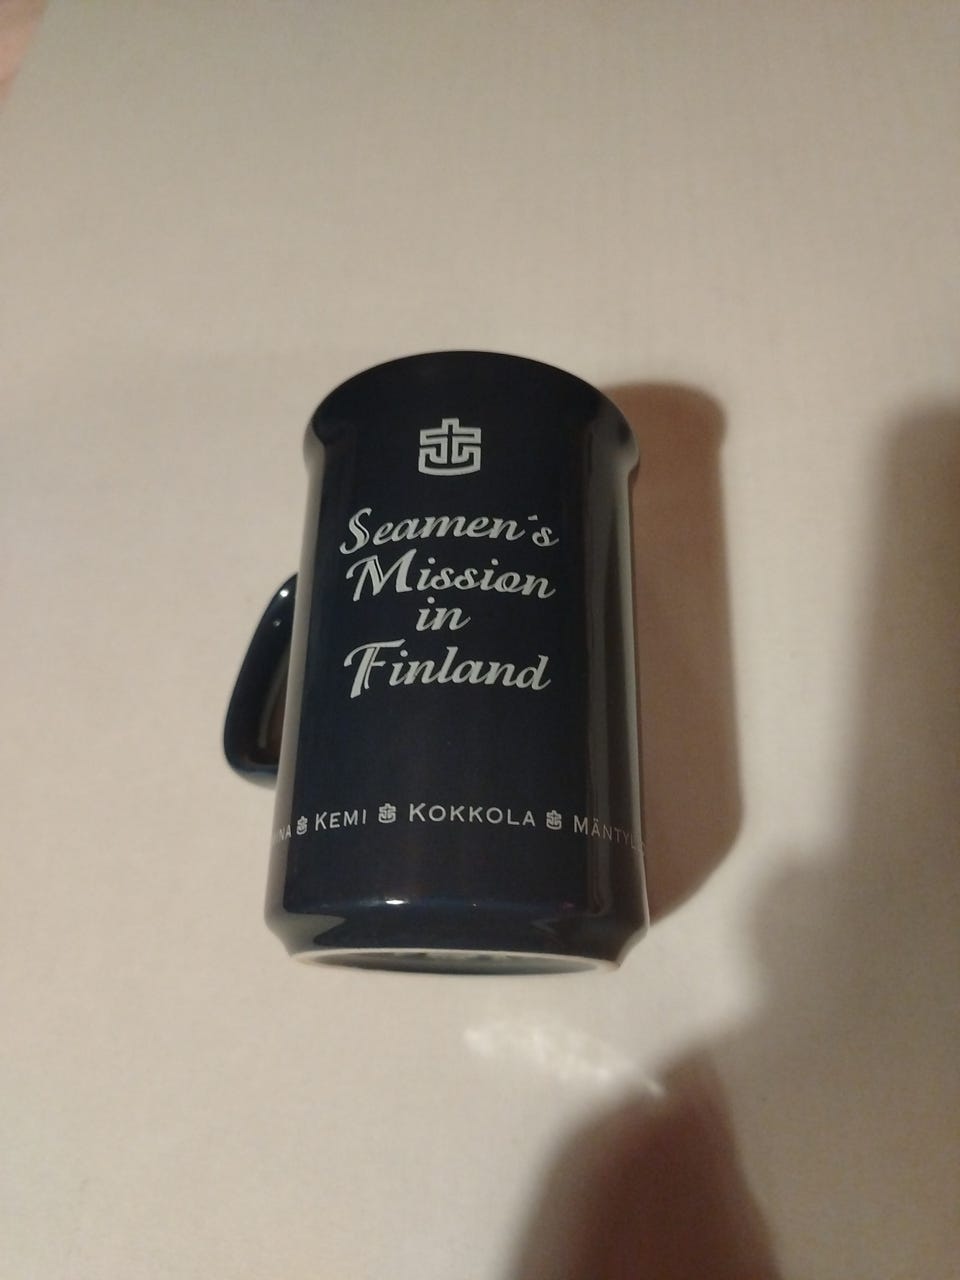 Seamen´s
Mission
in
Finland
KEMI KOKKOLA